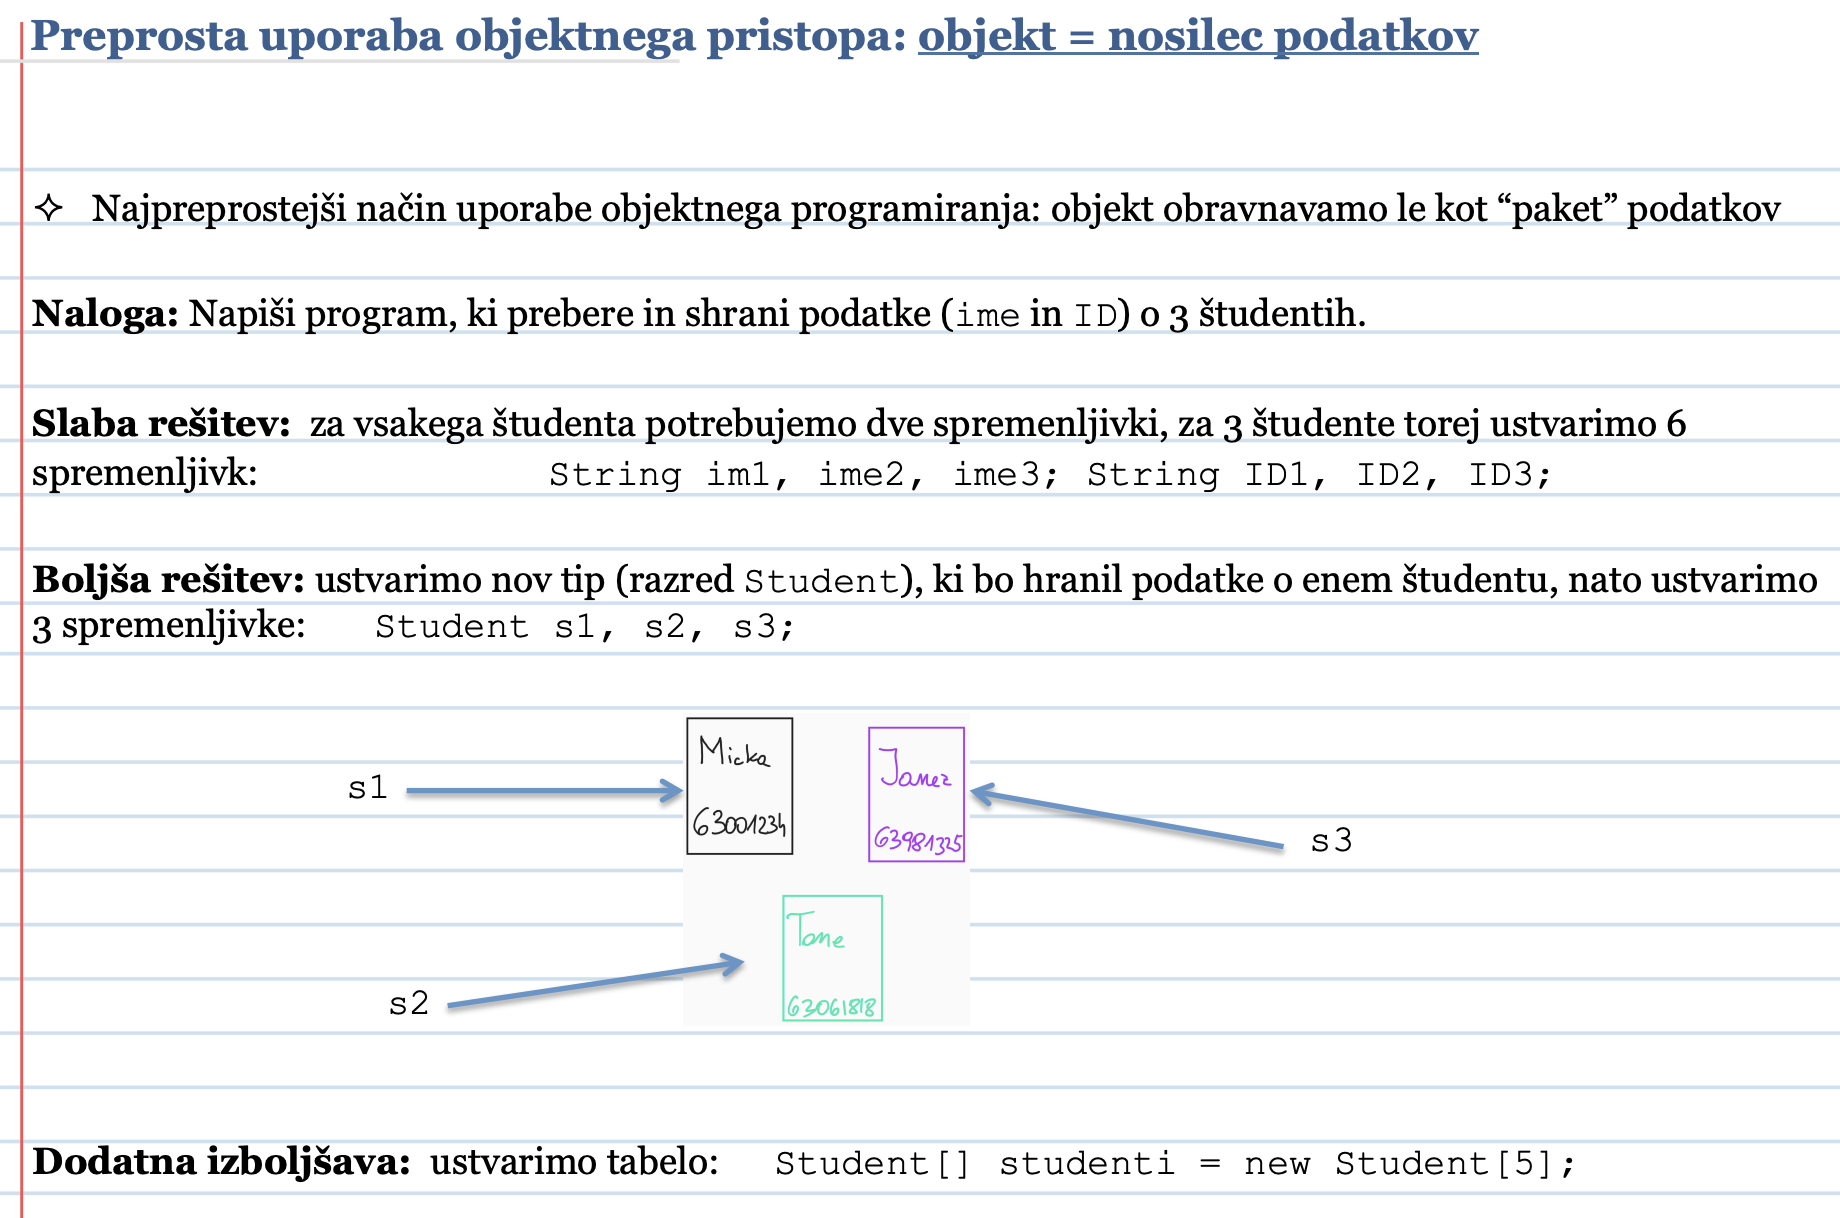 Preprosta uporaba objektnega pristopa: objekt = nosilec podatkov
✧ Najpreprostejši način uporabe objektnega programiranja: objekt obravnavamo le kot “paket” podatkov
Naloga: Napiši program, ki prebere in shrani podatke (ime in ID) o 3 študentih.
Slaba rešitev: za vsakega študenta potrebujemo dve spremenljivki, za 3 študente torej ustvarimo 6
spremenljivk: String im1, ime2, ime3; String ID1, ID2, ID3;
Boljša rešitev: ustvarimo nov tip (razred Student), ki bo hranil podatke o enem študentu, nato ustvarimo
3 spremenljivke: Student s1, s2, s3;
s1
Micka
63001234
Janez
63981325
s3
s2
Tone
63061818
Dodatna izboljšava: ustvarimo tabelo: Student[] studenti = new Student[5];